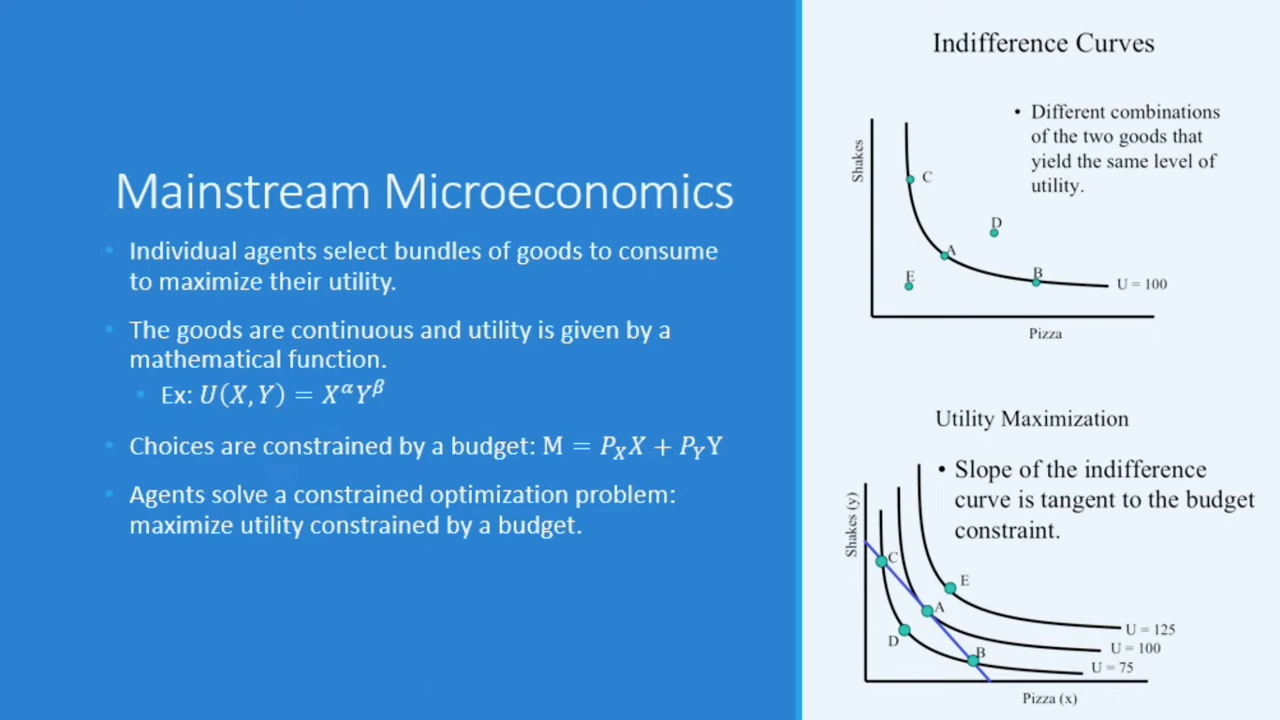 Mainstream Microeconomics
• Individual agents select bundles of goods to consume
to maximize their utility.
• The goods are continuous and utility is given by a
mathematical function.
• Ex: U(X, Y) = X^α Y^β
• Choices are constrained by a budget: M = P_X X + P_Y Y
• Agents solve a constrained optimization problem:
maximize utility constrained by a budget.
Indifference Curves
• Different combinations
of the two goods that
yield the same level of
utility.
Shakes
C
D
A
E
B
U = 100
Pizza
Utility Maximization
• Slope of the indifference
curve is tangent to the budget
constraint.
Shakes (y)
C
E
A
D
B
U = 125
U = 100
U = 75
Pizza (x)